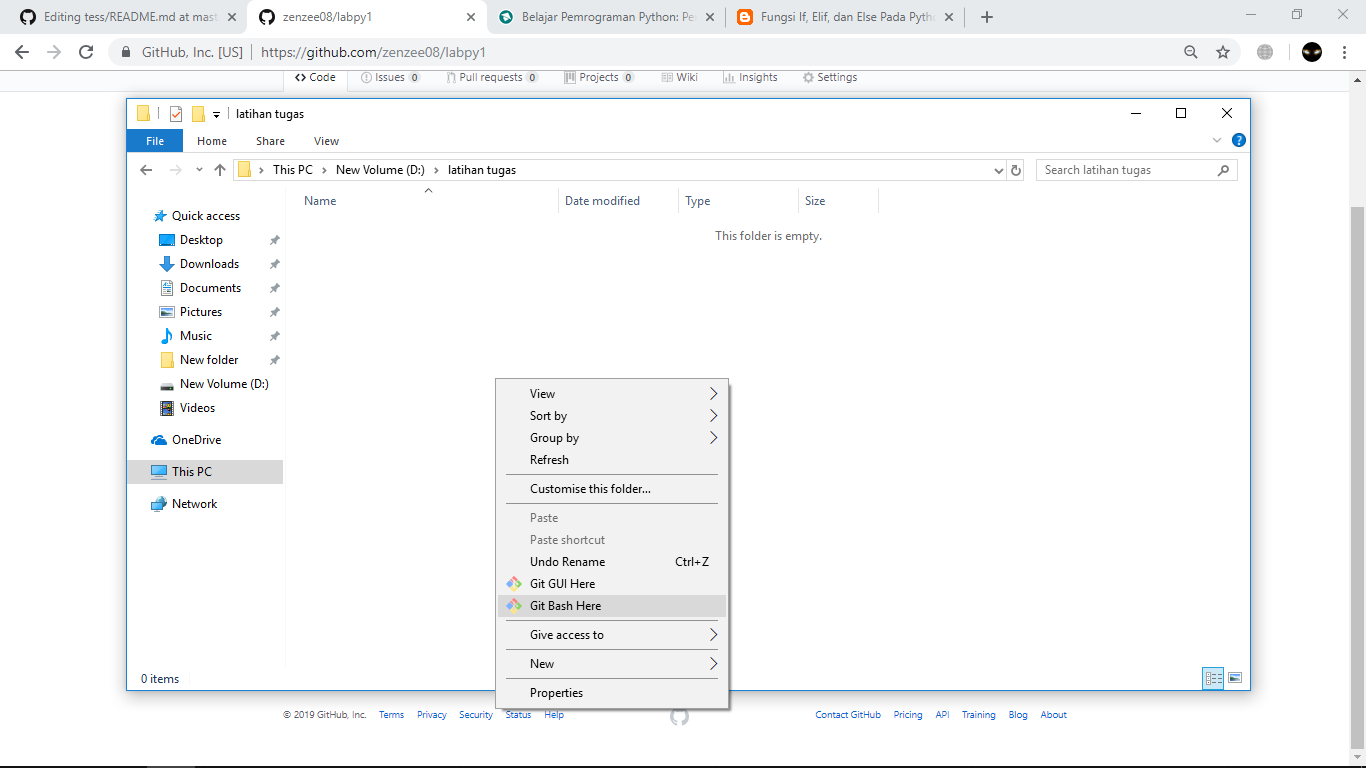 Editing tess/README.md at mast
zenzee08/labpy1
Belajar Pemrograman Python: Pe
Fungsi If, Elif, dan Else Pada Pyth
GitHub, Inc. [US]
https://github.com/zenzee08/labpy1
Code
Issues 0
Pull requests 0
Projects 0
Wiki
Insights
Settings
latihan tugas
File
Home
Share
View
This PC
New Volume (D:)
latihan tugas
Search latihan tugas
Name
Date modified
Type
Size
This folder is empty.
Quick access
Desktop
Downloads
Documents
Pictures
Music
New folder
New Volume (D:)
Videos
OneDrive
This PC
Network
View
Sort by
Group by
Refresh
Customise this folder...
Paste
Paste shortcut
Undo Rename Ctrl+Z
Git GUI Here
Git Bash Here
Give access to
New
Properties
0 items
© 2019 GitHub, Inc.
Terms
Privacy
Security
Status
Help
Contact GitHub
Pricing
API
Training
Blog
About